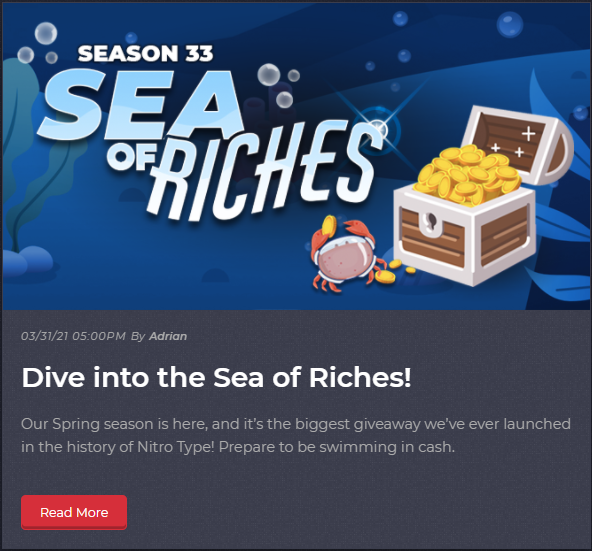 SEASON 33
SEA
OF RICHES
03/31/21 05:00PM By Adrian
Dive into the Sea of Riches!
Our Spring season is here, and it's the biggest giveaway we've ever launched
in the history of Nitro Type! Prepare to be swimming in cash.
Read More